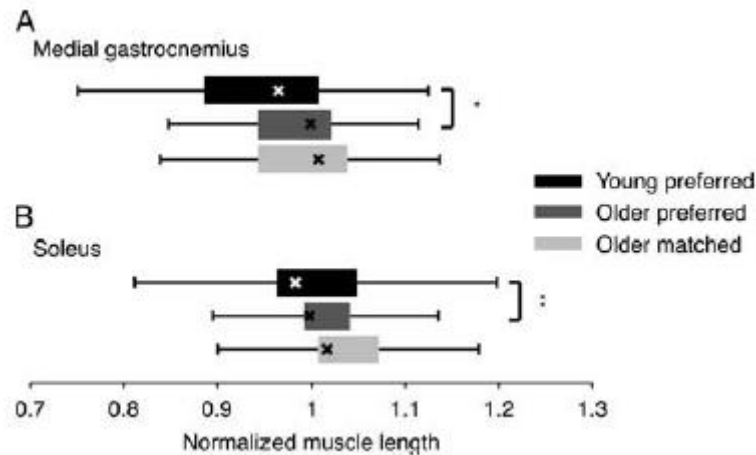 A
Medial gastrocnemius
*
Young preferred
Older preferred
Older matched
B
Soleus
0.7 0.8 0.9 1 1.1 1.2 1.3
Normalized muscle length